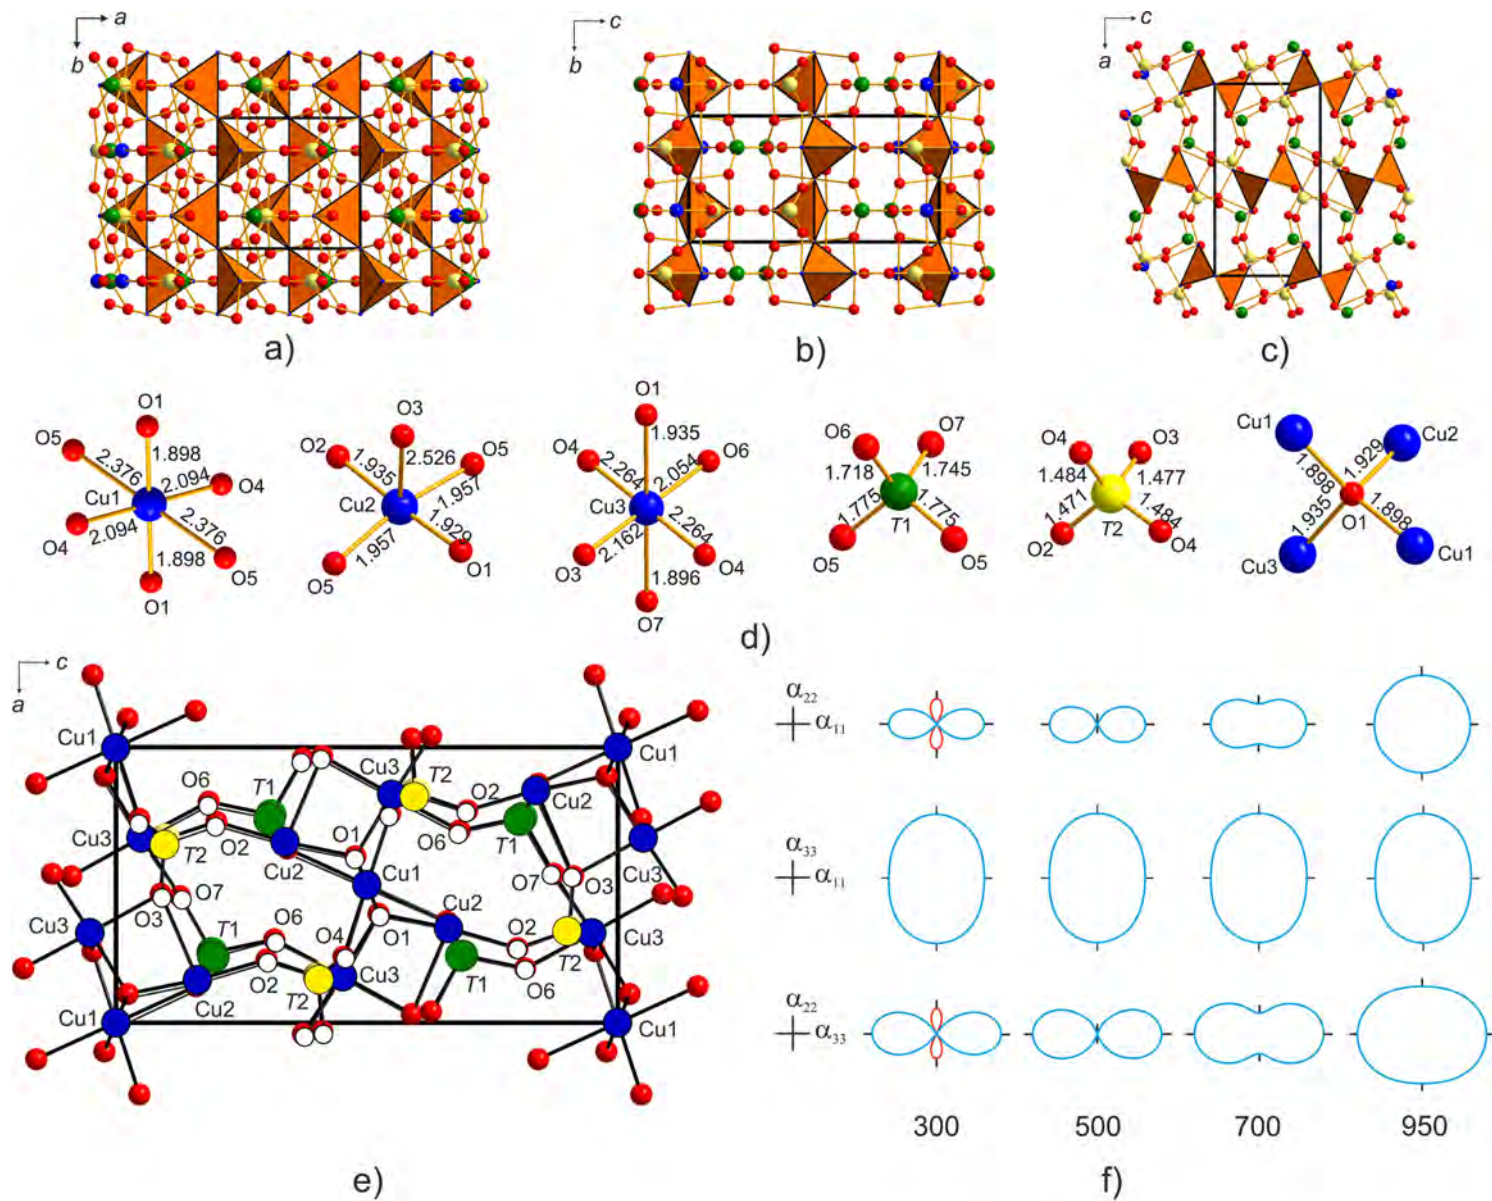 a
b
a)
c
b
b)
c
a
c)
O1
O5
1.898
2.376
2.094
Cu1
O4
O4
2.094
2.376
1.898
O5
O1
O3
O2
O5
2.526
1.935
1.957
Cu2
1.929
1.957
O1
O5
O1
O4
1.935
O6
2.264
2.054
Cu3
2.264
2.162
O3
O4
1.896
O7
O6
O7
1.718
1.745
1.775
1.775
T1
O5
O5
O4
O3
1.484
1.477
1.471
1.484
O2
T2
O4
Cu1
Cu2
1.898
1.929
1.935
1.898
O1
Cu3
Cu1
d)
c
a
Cu1
Cu1
O6
T1
Cu3
T2
O2
Cu2
Cu3
T2
O2
O1
O6
T1
Cu2
Cu1
O7
O3
Cu3
O7
O3
Cu3
T1
O6
O4
O1
Cu2
O2
T2
Cu3
Cu2
O2
T2
Cu3
T1
O6
Cu1
Cu1
e)
α22
α11
α33
α11
α22
α33
300 500 700 950
f)